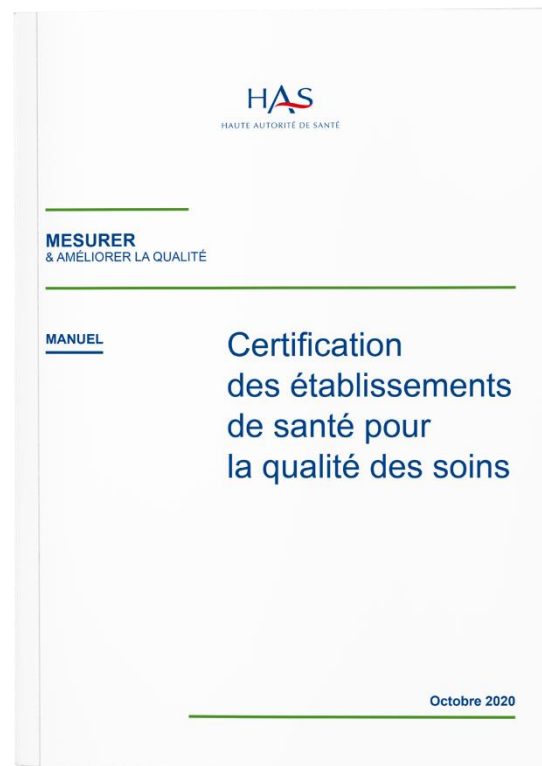 HAS
HAUTE AUTORITÉ DE SANTÉ
MESURER
& AMÉLIORER LA QUALITÉ
MANUEL
Certification
des établissements
de santé pour
la qualité des soins
Octobre 2020